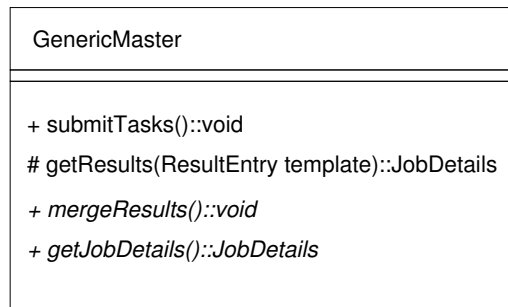 GenericMaster
+ submitTasks()::void
# getResults(ResultEntry template)::JobDetails
+ mergeResults()::void
+ getJobDetails()::JobDetails